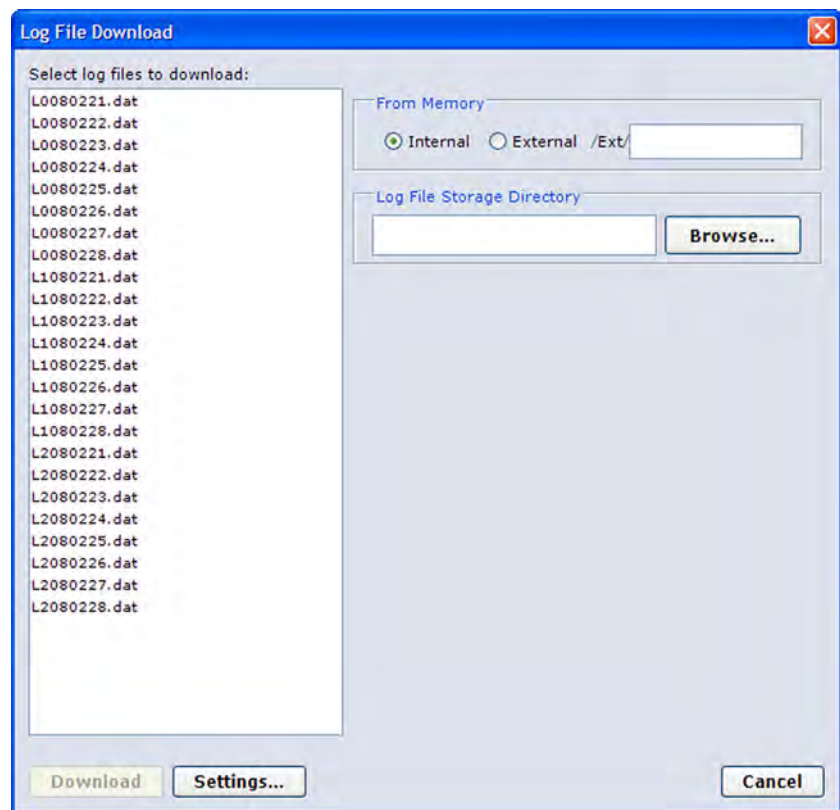 Log File Download
Select log files to download:
L0080221.dat
L0080222.dat
L0080223.dat
L0080224.dat
L0080225.dat
L0080226.dat
L0080227.dat
L0080228.dat
L1080221.dat
L1080222.dat
L1080223.dat
L1080224.dat
L1080225.dat
L1080226.dat
L1080227.dat
L1080228.dat
L2080221.dat
L2080222.dat
L2080223.dat
L2080224.dat
L2080225.dat
L2080226.dat
L2080227.dat
L2080228.dat
From Memory
Internal External /Ext/
Log File Storage Directory
Browse...
Download Settings... Cancel